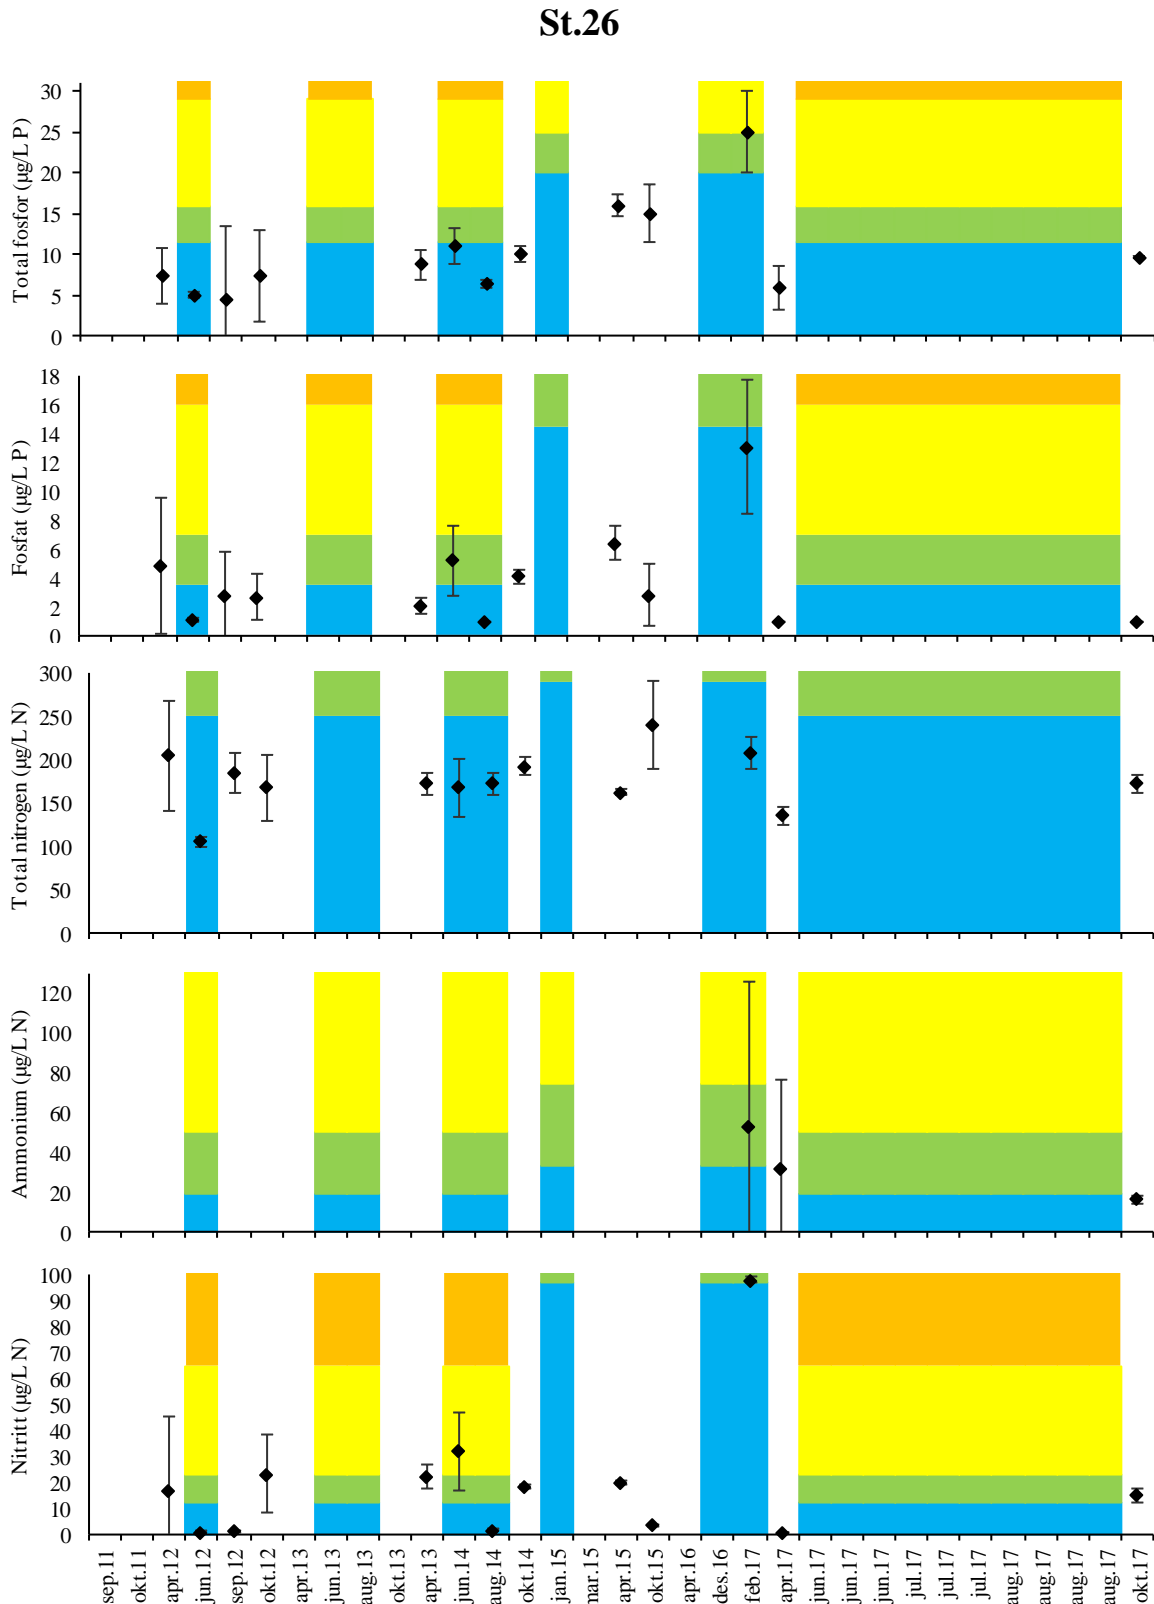 St.26
Total fosfor (µg/L P)
30
25
20
15
10
5
0
Fosfat (µg/L P)
18
16
14
12
10
8
6
4
2
0
Total nitrogen (µg/L N)
300
250
200
150
100
50
0
Ammonium (µg/L N)
120
100
80
60
40
20
0
Nitritt (µg/L N)
100
90
80
70
60
50
40
30
20
10
0
sep.11
okt.11
apr.12
jun.12
sep.12
okt.12
apr.13
jun.13
aug.13
okt.13
apr.13
jun.14
aug.14
okt.14
jan.15
mar.15
apr.15
okt.15
apr.16
des.16
feb.17
apr.17
jun.17
jun.17
jun.17
jul.17
jul.17
jul.17
aug.17
aug.17
aug.17
aug.17
okt.17